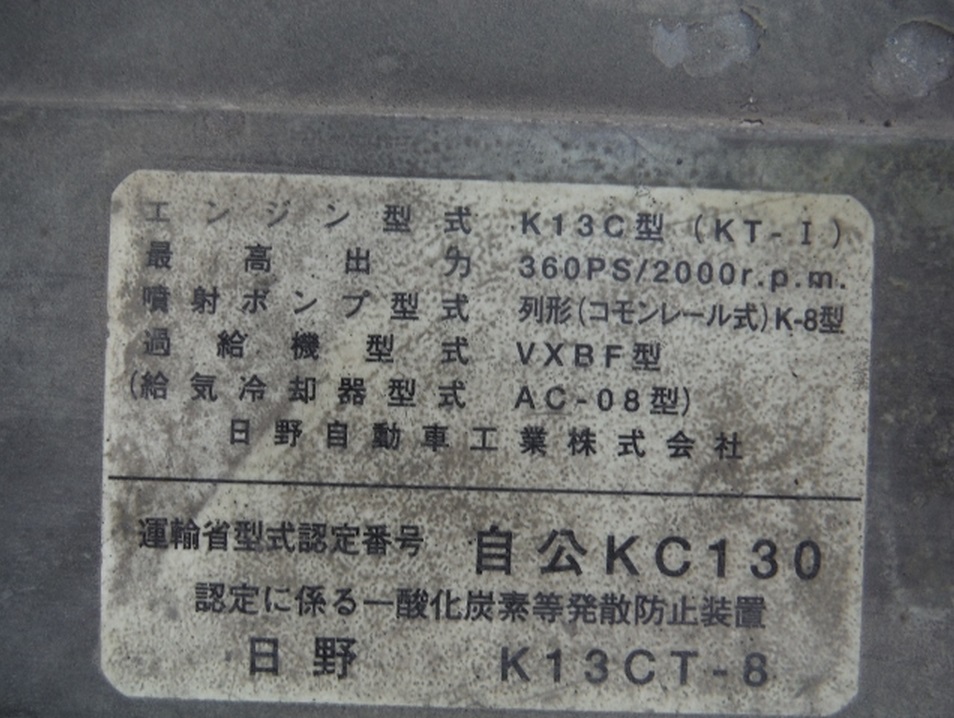 エンジン型式 K13C型 (KT-I)
最高出力 360PS/2000r.p.m.
噴射ポンプ型式 列形(コモンレール式)K-8型
過給機型式 VXBF型
(給気冷却器型式 AC-08型)
日野自動車工業株式会社
運輸省型式認定番号 自公KC130
認定に係る一酸化炭素等発散防止装置
日野 K13CT-8